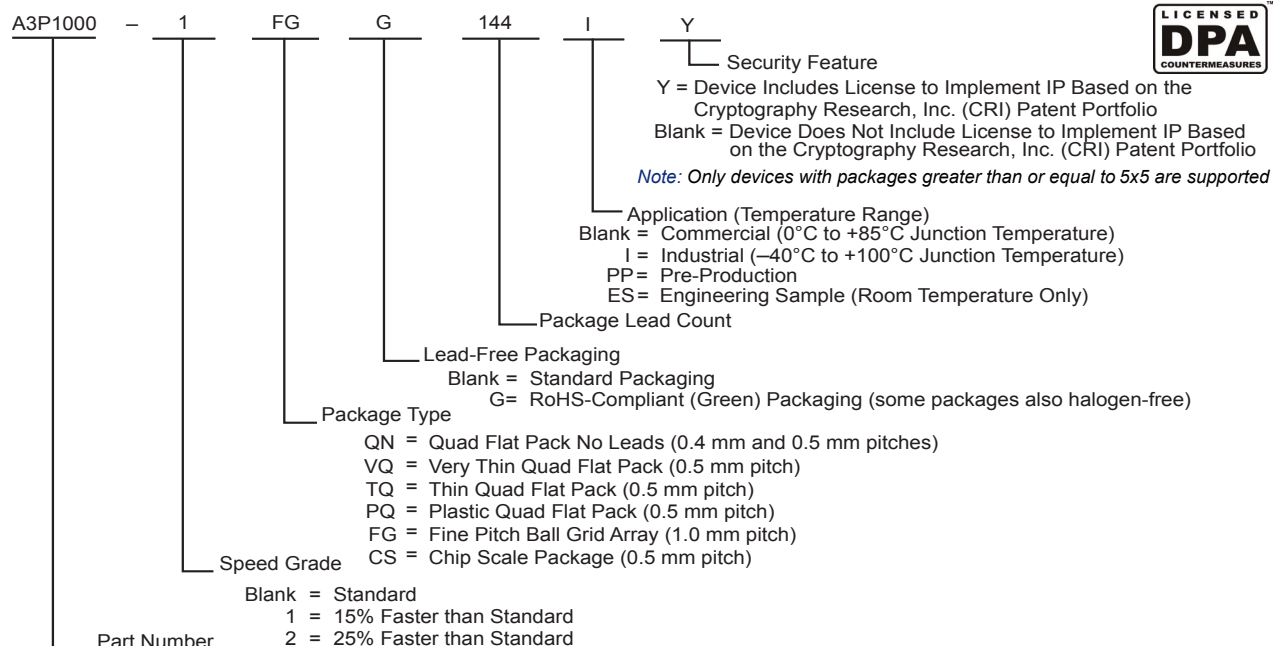 A3P1000 – 1 FG G 144 I Y
LICENSED
DPA
COUNTERMEASURES
™
Security Feature
Y = Device Includes License to Implement IP Based on the
Cryptography Research, Inc. (CRI) Patent Portfolio
Blank = Device Does Not Include License to Implement IP Based
on the Cryptography Research, Inc. (CRI) Patent Portfolio
Note: Only devices with packages greater than or equal to 5x5 are supported
Application (Temperature Range)
Blank = Commercial (0°C to +85°C Junction Temperature)
I = Industrial (–40°C to +100°C Junction Temperature)
PP = Pre-Production
ES = Engineering Sample (Room Temperature Only)
Package Lead Count
Lead-Free Packaging
Blank = Standard Packaging
G= RoHS-Compliant (Green) Packaging (some packages also halogen-free)
Package Type
QN = Quad Flat Pack No Leads (0.4 mm and 0.5 mm pitches)
VQ = Very Thin Quad Flat Pack (0.5 mm pitch)
TQ = Thin Quad Flat Pack (0.5 mm pitch)
PQ = Plastic Quad Flat Pack (0.5 mm pitch)
FG = Fine Pitch Ball Grid Array (1.0 mm pitch)
CS = Chip Scale Package (0.5 mm pitch)
Speed Grade
Blank = Standard
1 = 15% Faster than Standard
2 = 25% Faster than Standard
Part Number